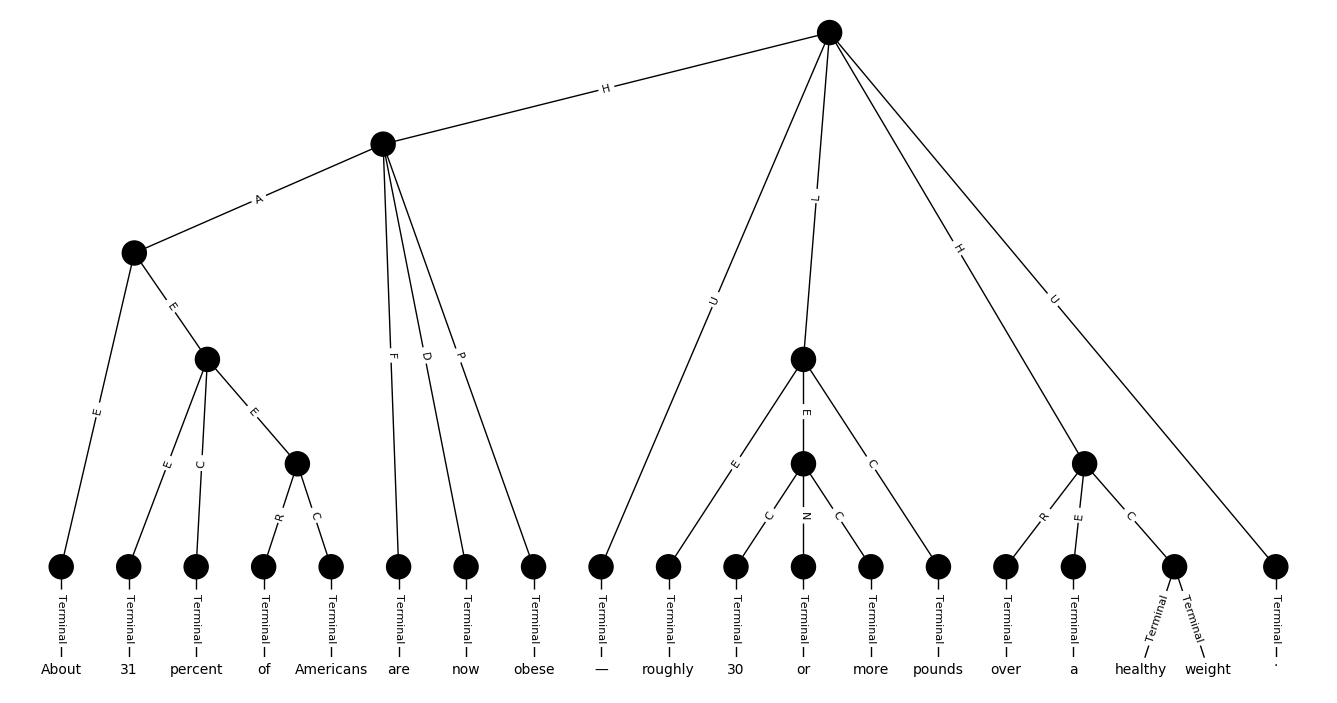 H
A
E
L
U
H
U
E
F
D
P
E
E
C
E
E
E
C
R
C
C
N
C
R
E
C
Terminal Terminal Terminal Terminal Terminal Terminal Terminal Terminal Terminal Terminal Terminal Terminal Terminal Terminal Terminal Terminal Terminal Terminal Terminal
About 31 percent of Americans are now obese — roughly 30 or more pounds over a healthy weight .